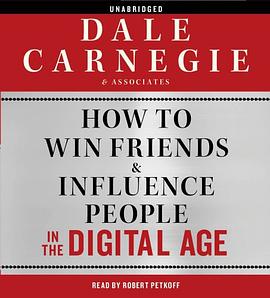 UNABRIDGED
DALE
CARNEGIE
& ASSOCIATES
HOW TO
WIN FRIENDS
&
INFLUENCE
PEOPLE
IN THE DIGITAL AGE
READ BY ROBERT PETKOFF